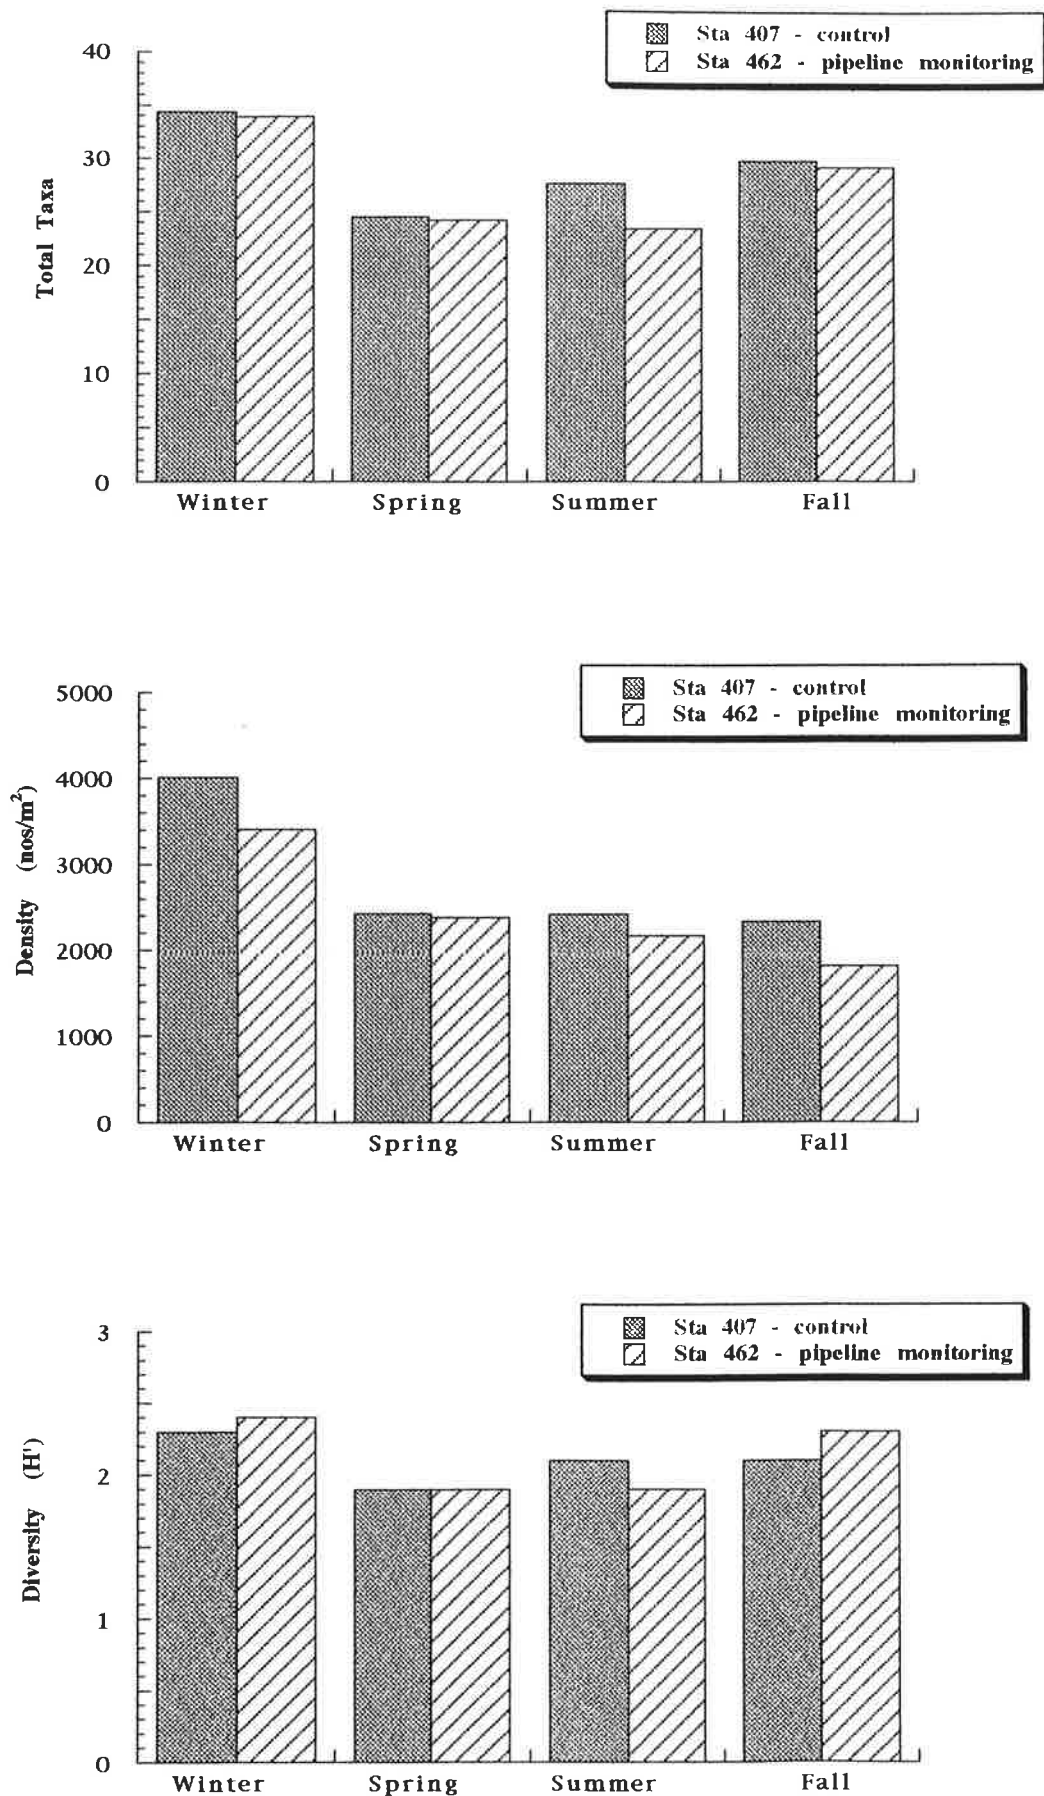 Sta 407 - control
Sta 462 - pipeline monitoring
40
30
20
10
0
Total Taxa
Winter Spring Summer Fall
Sta 407 - control
Sta 462 - pipeline monitoring
5000
4000
3000
2000
1000
0
Density (nos/m²)
Winter Spring Summer Fall
Sta 407 - control
Sta 462 - pipeline monitoring
3
2
1
0
Diversity (H')
Winter Spring Summer Fall